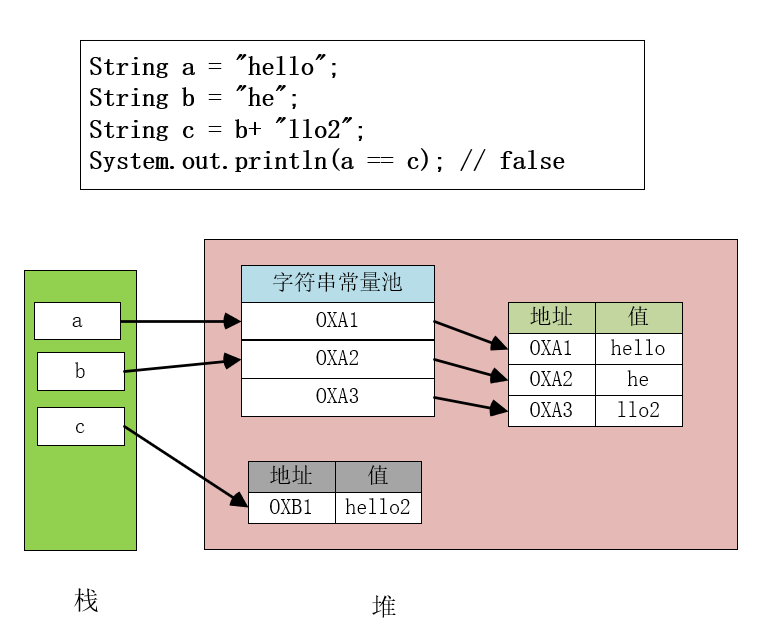 String a = "hello";
String b = "he";
String c = b+ "llo2";
System.out.println(a == c); // false
字符串常量池
a
OXA1
地址 值
OXA1 hello
b
OXA2
OXA2 he
OXA3
OXA3 llo2
c
地址 值
OXB1 hello2
栈
堆